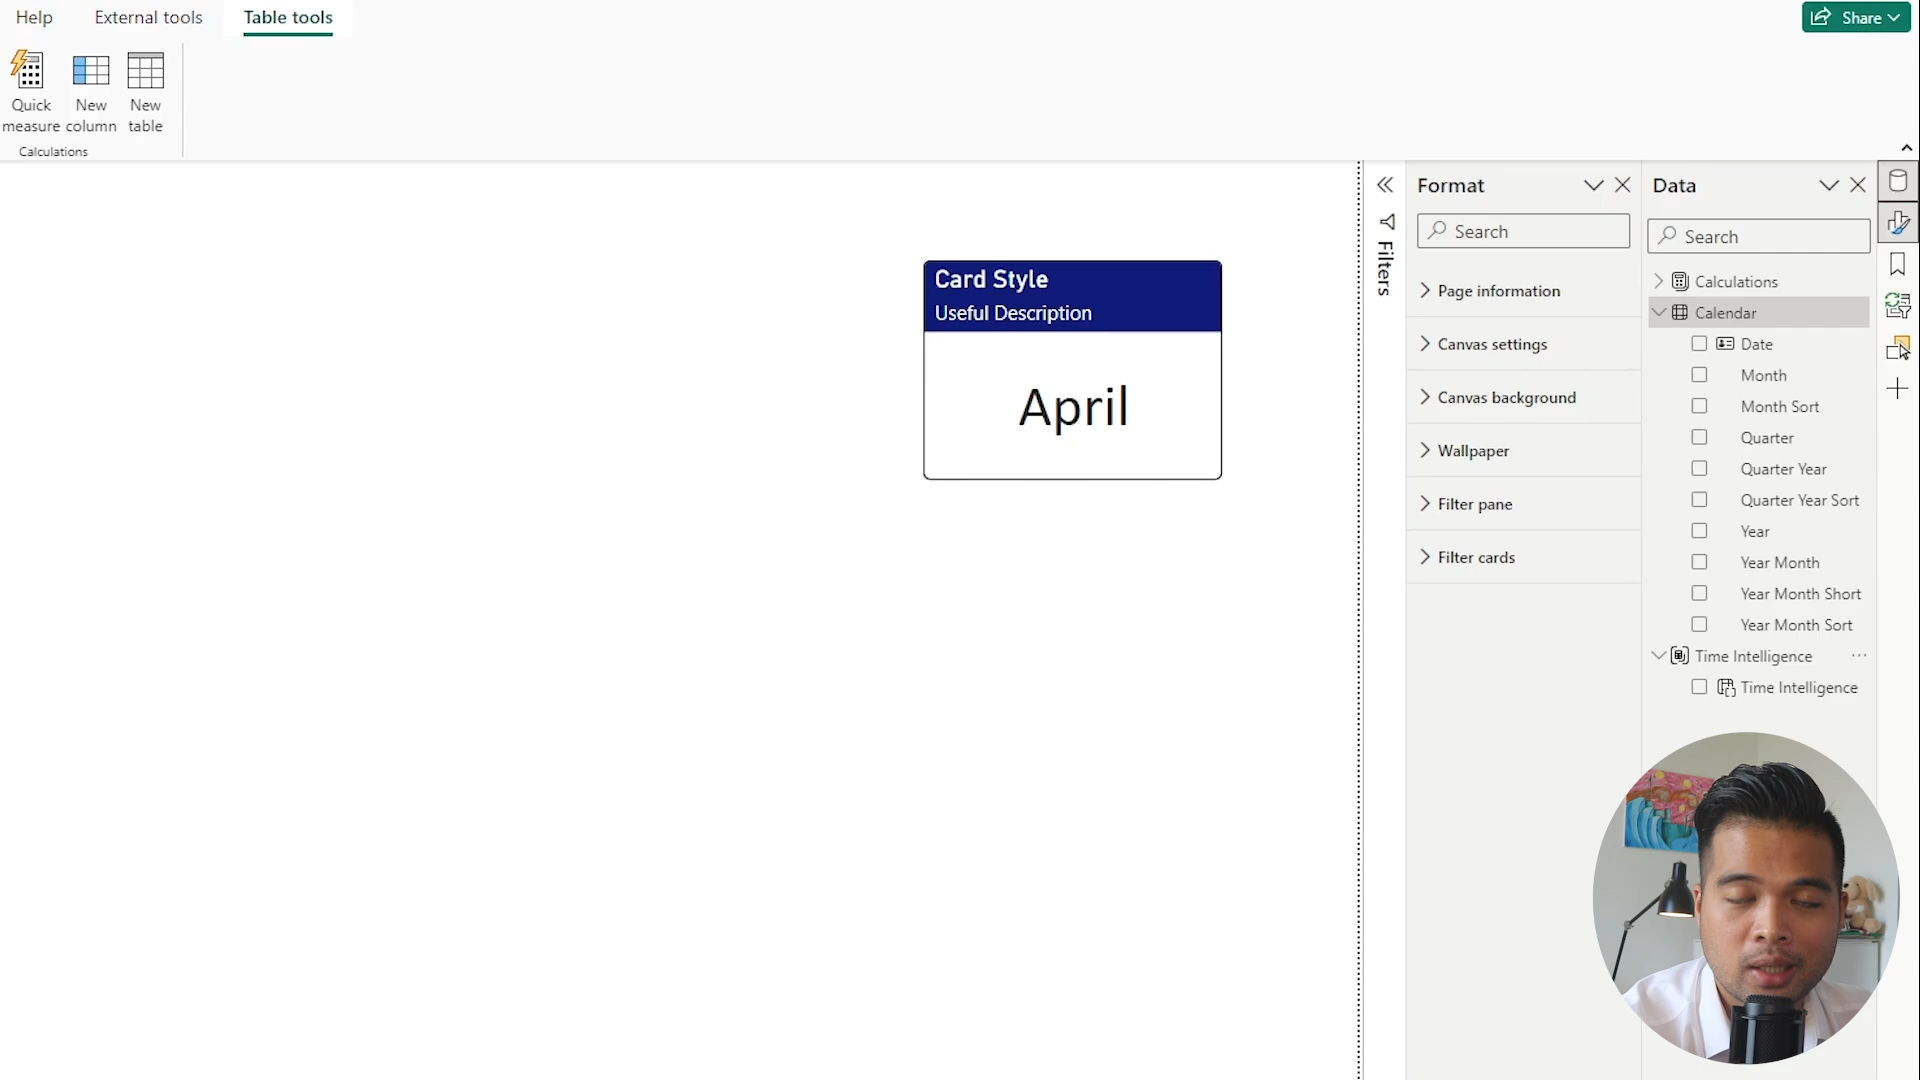 Help
External tools
Table tools
Share
Quick measure
New column
New table
Calculations
Filters
Format
Search
Page information
Canvas settings
Canvas background
Wallpaper
Filter pane
Filter cards
Data
Search
Calculations
Calendar
Date
Month
Month Sort
Quarter
Quarter Year
Quarter Year Sort
Year
Year Month
Year Month Short
Year Month Sort
Time Intelligence
Time Intelligence
Card Style
Useful Description
April